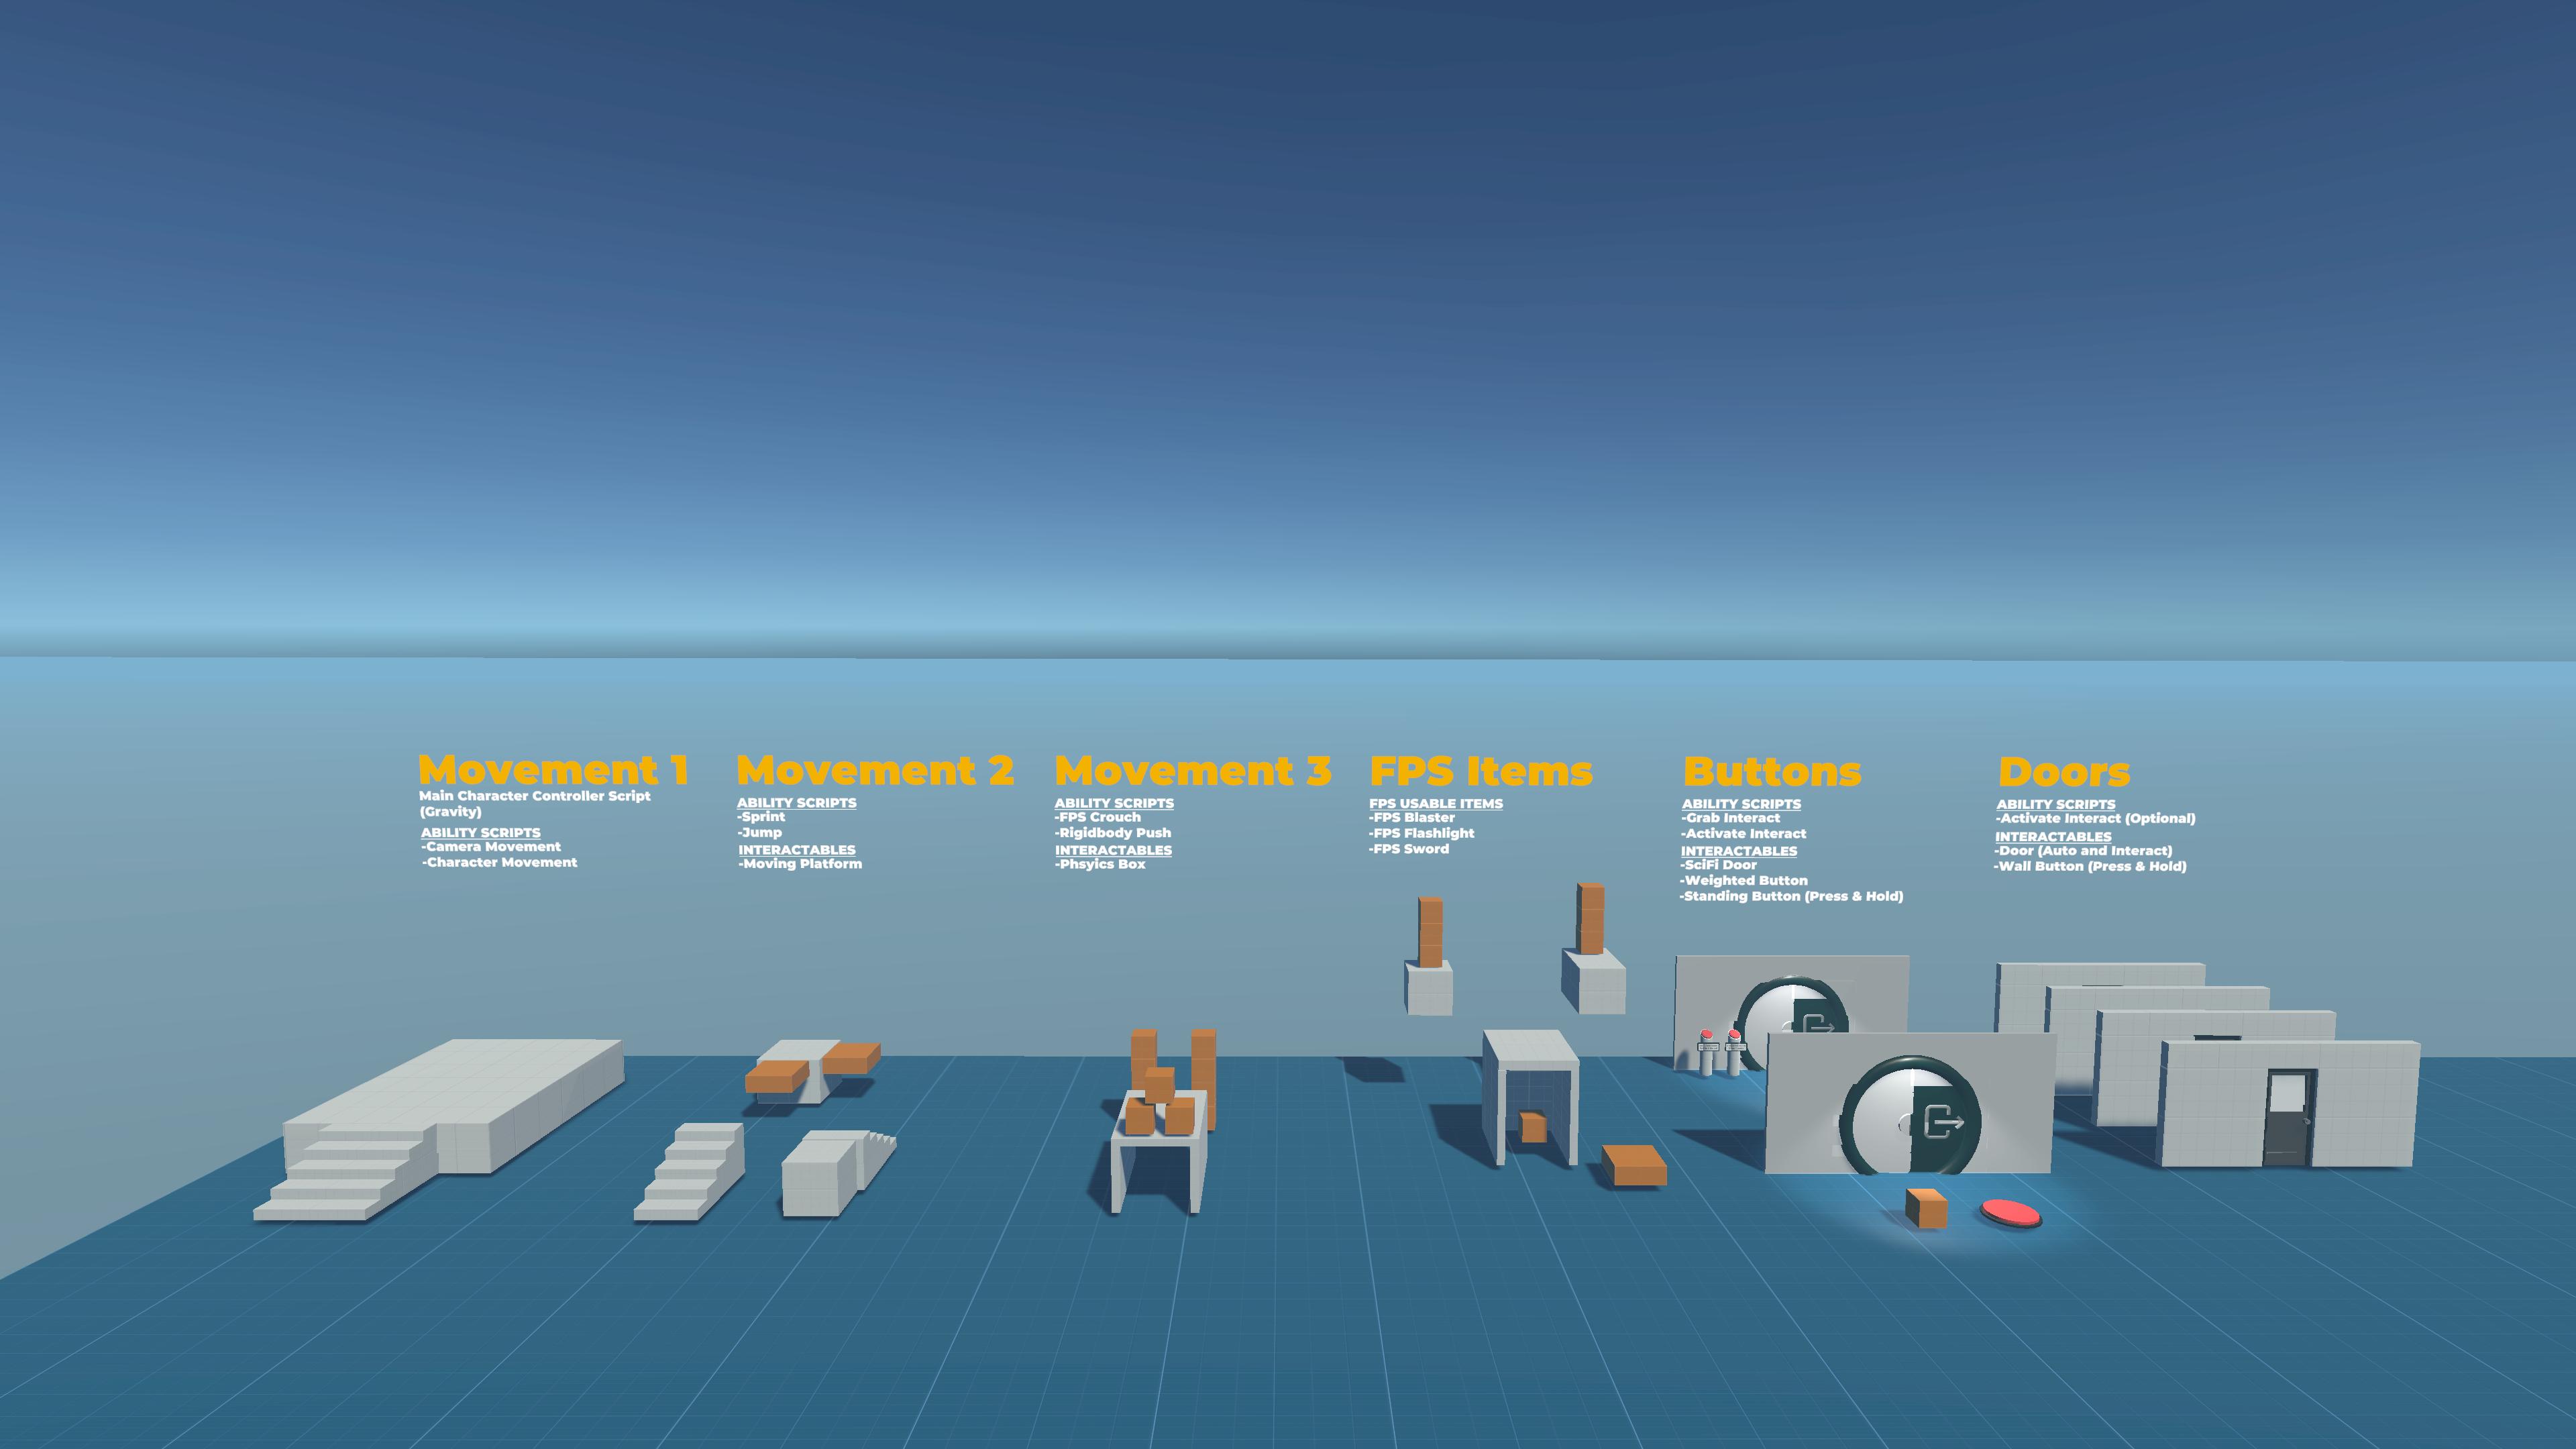 Movement 1
Main Character Controller Script
(Gravity)
ABILITY SCRIPTS
-Camera Movement
-Character Movement
Movement 2
ABILITY SCRIPTS
-Sprint
-Jump
INTERACTABLES
-Moving Platform
Movement 3
ABILITY SCRIPTS
-FPS Crouch
-Rigidbody Push
INTERACTABLES
-Phsyics Box
FPS Items
FPS USABLE ITEMS
-FPS Blaster
-FPS Flashlight
-FPS Sword
Buttons
ABILITY SCRIPTS
-Grab Interact
-Activate Interact
INTERACTABLES
-SciFi Door
-Weighted Button
-Standing Button (Press & Hold)
Doors
ABILITY SCRIPTS
-Activate Interact (Optional)
INTERACTABLES
-Door (Auto and Interact)
-Wall Button (Press & Hold)